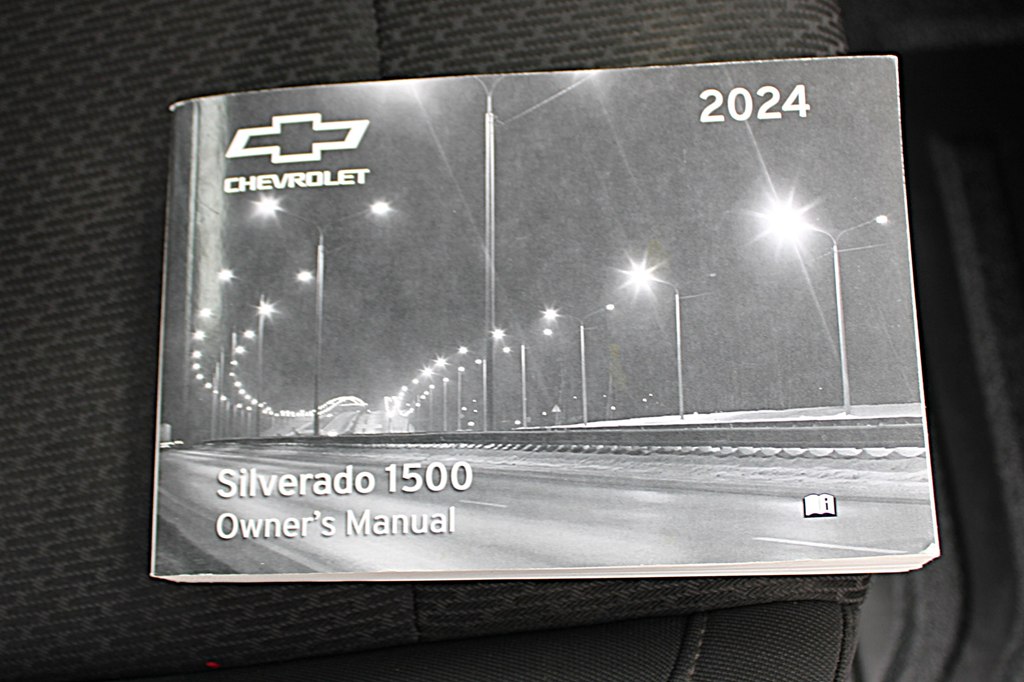 CHEVROLET
2024
Silverado 1500
Owner's Manual
i